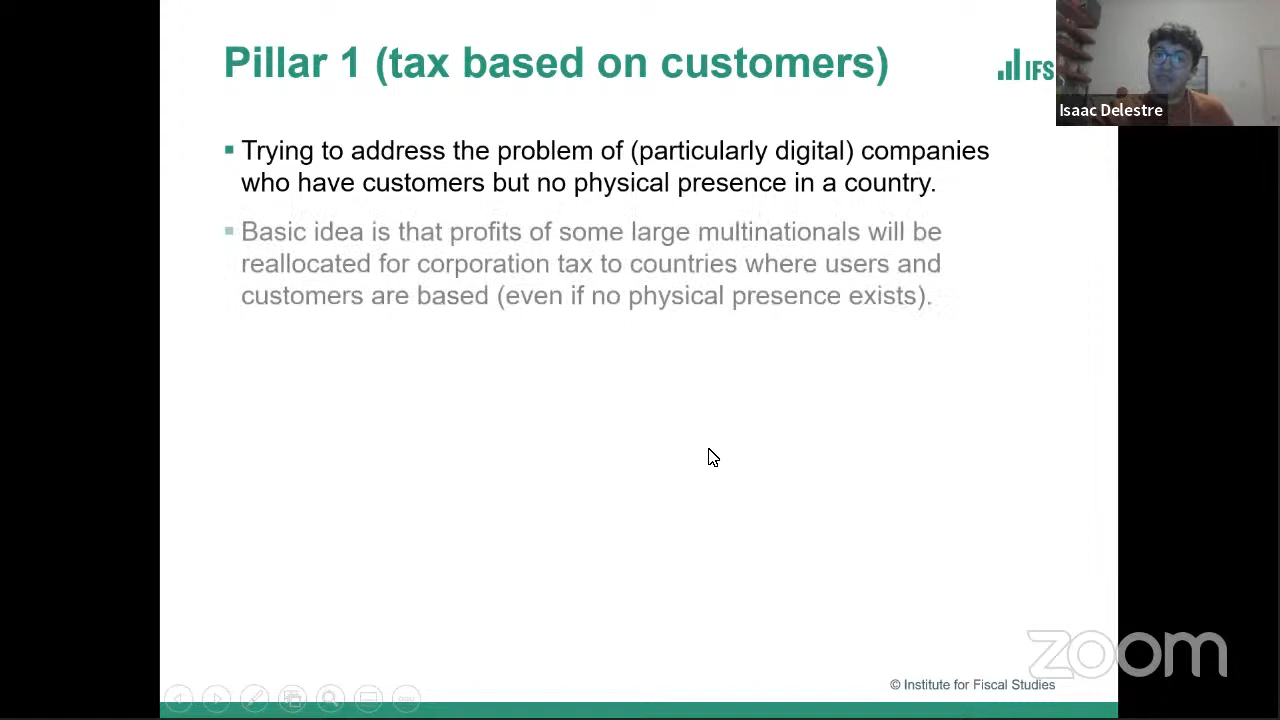 Pillar 1 (tax based on customers)
IFS
Isaac Delestre
Trying to address the problem of (particularly digital) companies
who have customers but no physical presence in a country.
Basic idea is that profits of some large multinationals will be
reallocated for corporation tax to countries where users and
customers are based (even if no physical presence exists).
zoom
© Institute for Fiscal Studies